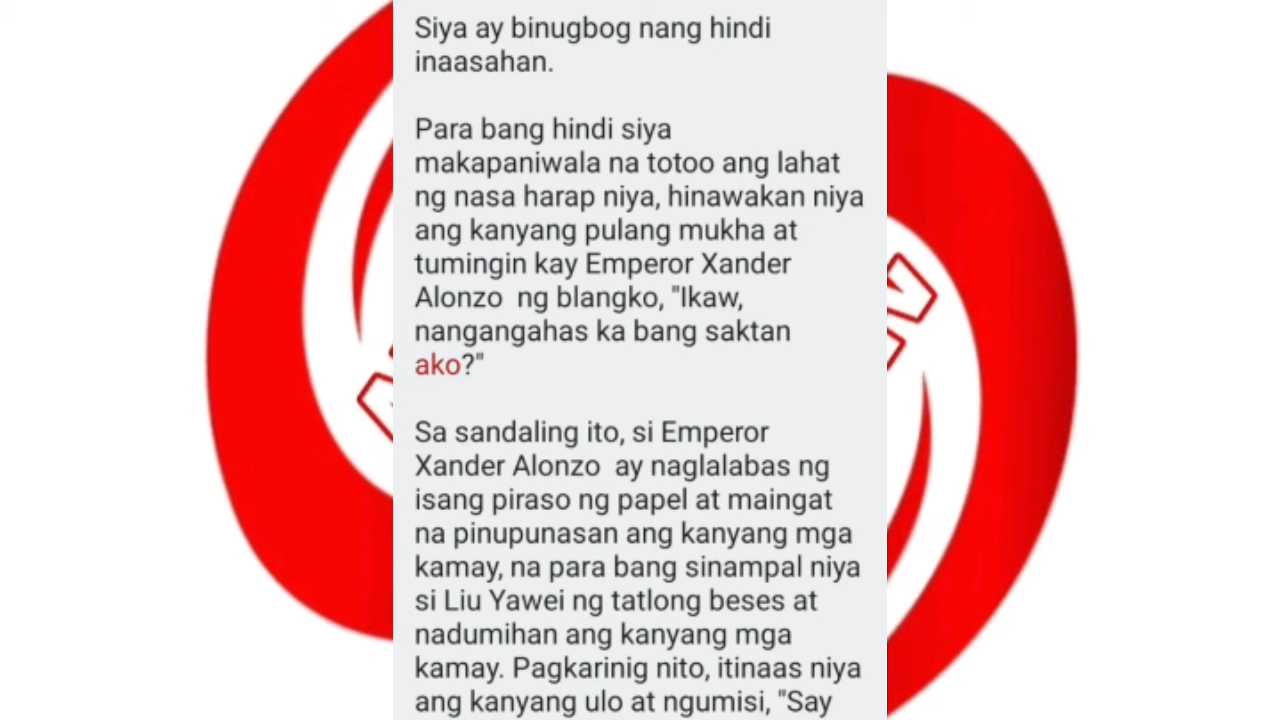 Siya ay binugbog nang hindi
inaasahan.
Para bang hindi siya
makapaniwala na totoo ang lahat
ng nasa harap niya, hinawakan niya
ang kanyang pulang mukha at
tumingin kay Emperor Xander
Alonzo  ng blangko, "Ikaw,
nangangahas ka bang saktan
ako?"
Sa sandaling ito, si Emperor
Xander Alonzo  ay naglalabas ng
isang piraso ng papel at maingat
na pinupunasan ang kanyang mga
kamay, na para bang sinampal niya
si Liu Yawei ng tatlong beses at
nadumihan ang kanyang mga
kamay. Pagkarinig nito, itinaas niya
ang kanyang ulo at ngumisi, "Say